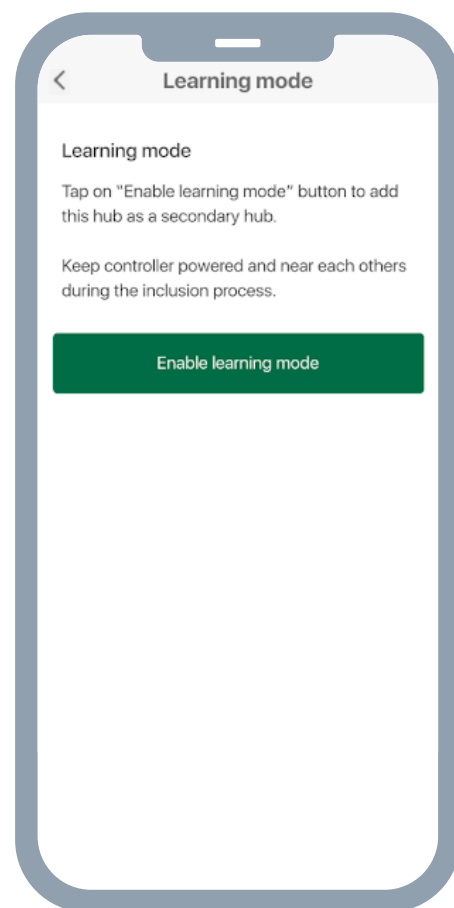 Learning mode
Learning mode
Tap on "Enable learning mode" button to add
this hub as a secondary hub.
Keep controller powered and near each others
during the inclusion process.
Enable learning mode